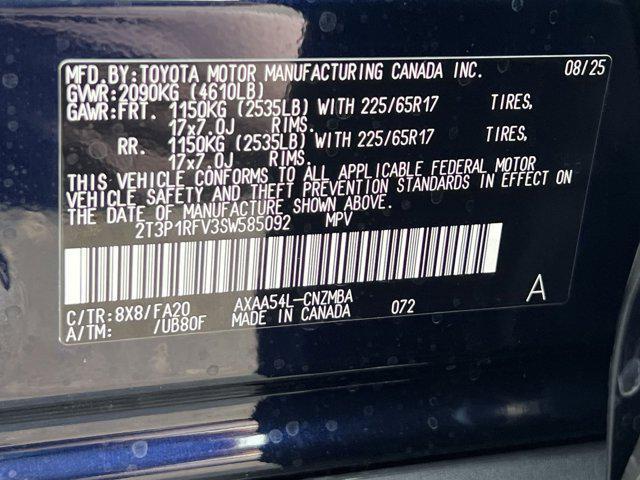 MFD. BY: TOYOTA MOTOR MANUFACTURING CANADA INC. 08/25
GVWR: 2090KG (4610LB)
GAWR: FRT. 1150KG (2535LB) WITH 225/65R17 TIRES,
17x7.0J RIMS.
RR. 1150KG (2535LB) WITH 225/65R17 TIRES,
17x7.0J RIMS.
THIS VEHICLE CONFORMS TO ALL APPLICABLE FEDERAL MOTOR
VEHICLE SAFETY AND THEFT PREVENTION STANDARDS IN EFFECT ON
THE DATE OF MANUFACTURE SHOWN ABOVE.
2T3P1RFV3SW585092 MPV
C/TR: 8X8/FA20 AXAA54L-CNZMBA 072 A
A/TM: /UB80F MADE IN CANADA